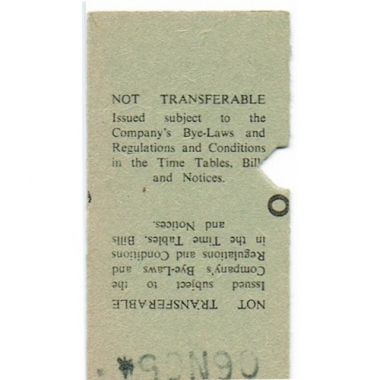 NOT TRANSFERABLE
Issued subject to the
Company's Bye-Laws and
Regulations and Conditions
in the Time Tables, Bill
and Notices.
NOT TRANSFERABLE
Issued subject to the
Company's Bye-Laws and
Regulations and Conditions
in the Time Tables, Bills
and Notices.